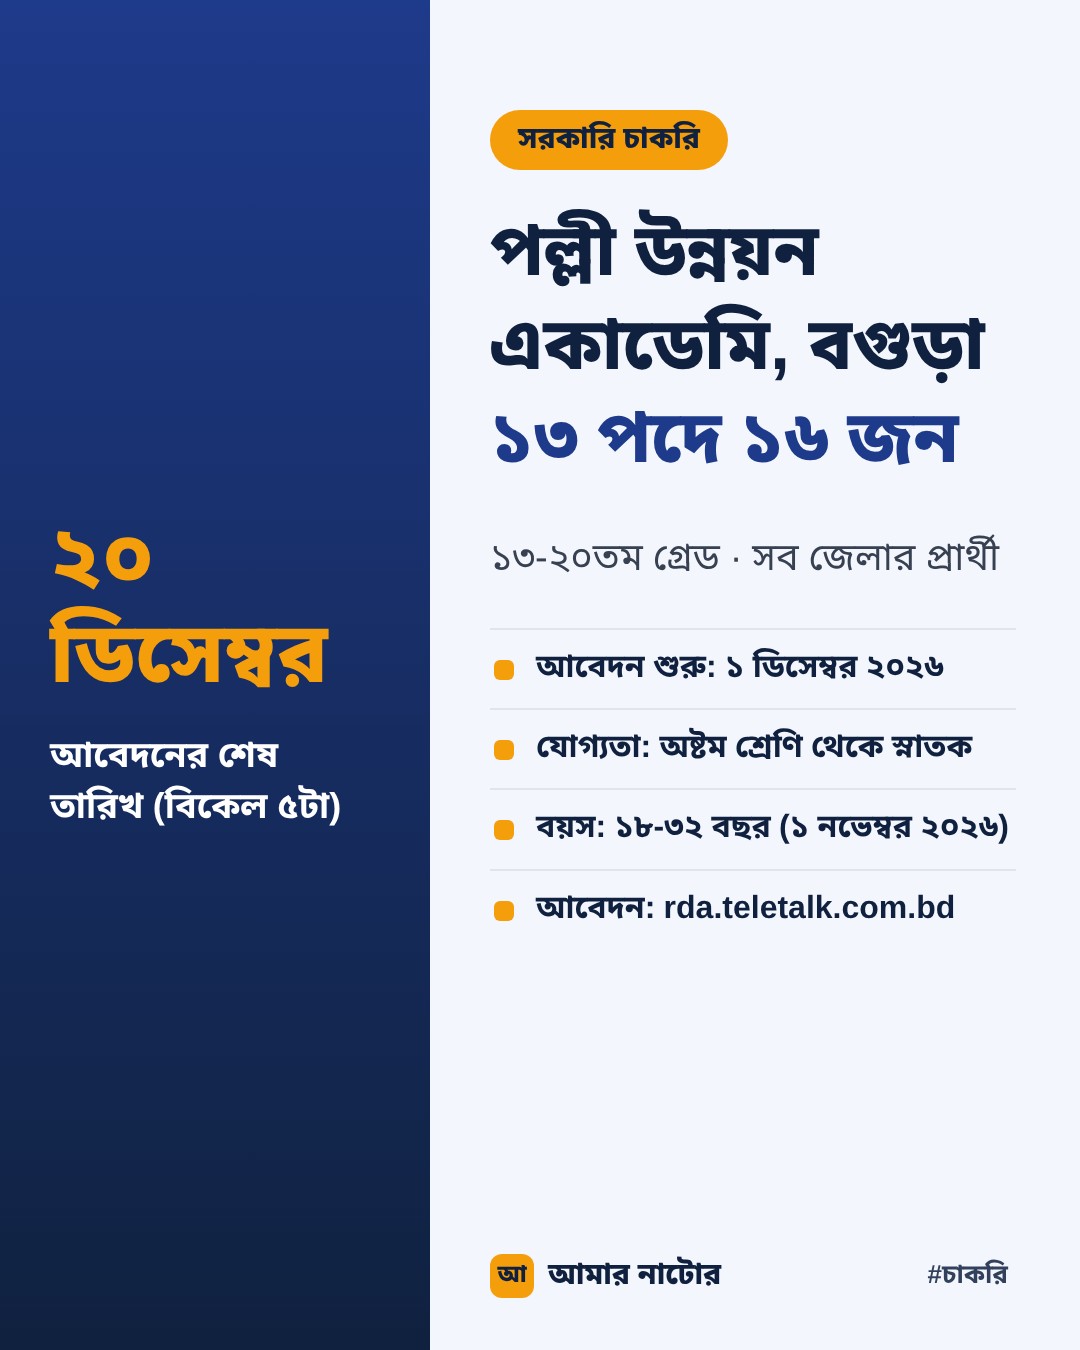 ২০
ডিসেম্বর
আবেদনের শেষ
তারিখ (বিকেল ৫টা)
সরকারি চাকরি
পল্লী উন্নয়ন
একাডেমি, বগুড়া
১৩ পদে ১৬ জন
১৩-২০তম গ্রেড · সব জেলার প্রার্থী
আবেদন শুরু: ১ ডিসেম্বর ২০২৬
যোগ্যতা: অষ্টম শ্রেণি থেকে স্নাতক
বয়স: ১৮-৩২ বছর (১ নভেম্বর ২০২৬)
আবেদন: rda.teletalk.com.bd
আ আমার নাটোর
#চাকরি